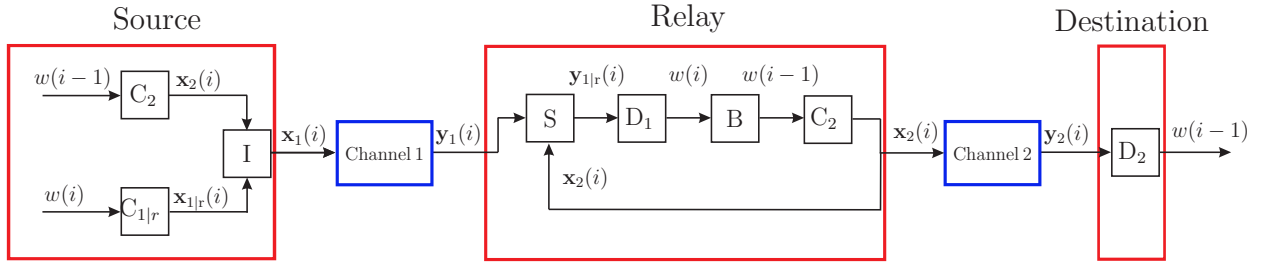 Source
Relay
Destination
w(i−1)
C₂
x₂(i)
w(i)
C₁|r
x₁|r(i)
I
x₁(i)
Channel 1
y₁(i)
S
y₁|r(i)
D₁
w(i)
B
w(i−1)
C₂
x₂(i)
x₂(i)
Channel 2
y₂(i)
D₂
w(i−1)